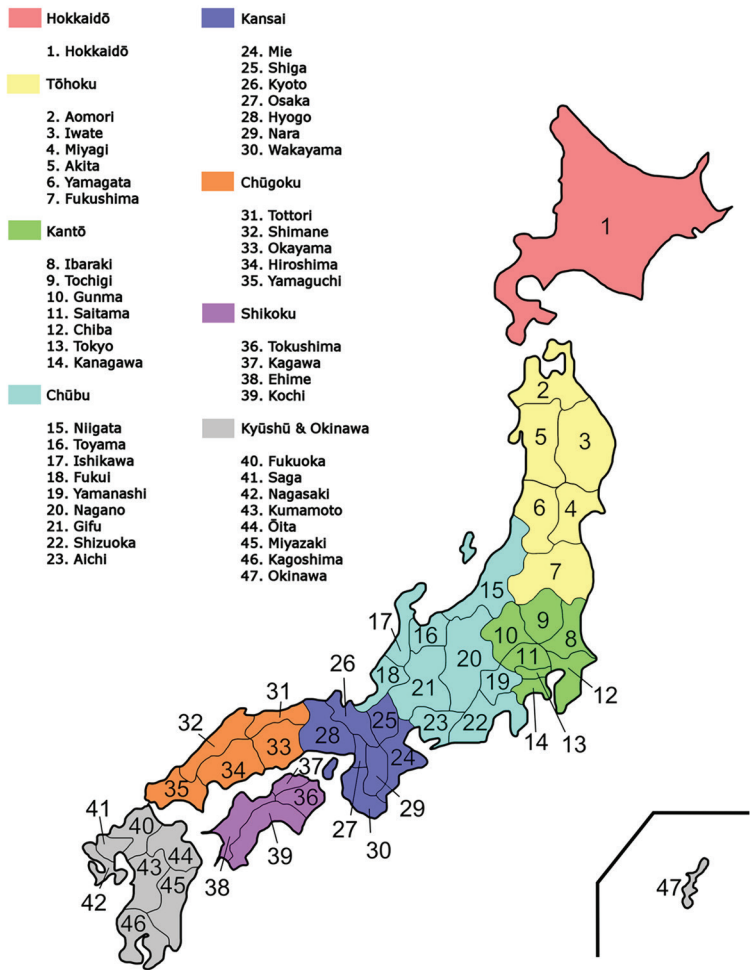 Hokkaidō
1. Hokkaidō
Tōhoku
2. Aomori
3. Iwate
4. Miyagi
5. Akita
6. Yamagata
7. Fukushima
Kantō
8. Ibaraki
9. Tochigi
10. Gunma
11. Saitama
12. Chiba
13. Tokyo
14. Kanagawa
Chūbu
15. Niigata
16. Toyama
17. Ishikawa
18. Fukui
19. Yamanashi
20. Nagano
21. Gifu
22. Shizuoka
23. Aichi
Kansai
24. Mie
25. Shiga
26. Kyoto
27. Osaka
28. Hyogo
29. Nara
30. Wakayama
Chūgoku
31. Tottori
32. Shimane
33. Okayama
34. Hiroshima
35. Yamaguchi
Shikoku
36. Tokushima
37. Kagawa
38. Ehime
39. Kochi
Kyūshū & Okinawa
40. Fukuoka
41. Saga
42. Nagasaki
43. Kumamoto
44. Ōita
45. Miyazaki
46. Kagoshima
47. Okinawa
1
2
5
3
6
4
7
15
17
16
10
9
8
11
20
18
21
19
12
14
13
26
23
22
31
32
28
25
33
24
34
35
37
36
29
27
30
39
38
41
40
44
43
42
45
46
47